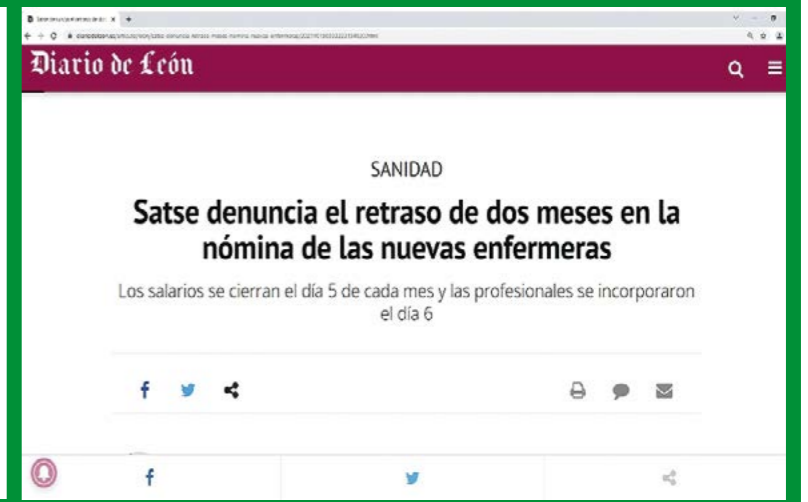 Diario de León
SANIDAD
Satse denuncia el retraso de dos meses en la
nómina de las nuevas enfermeras
Los salarios se cierran el día 5 de cada mes y las profesionales se incorporaron
el día 6